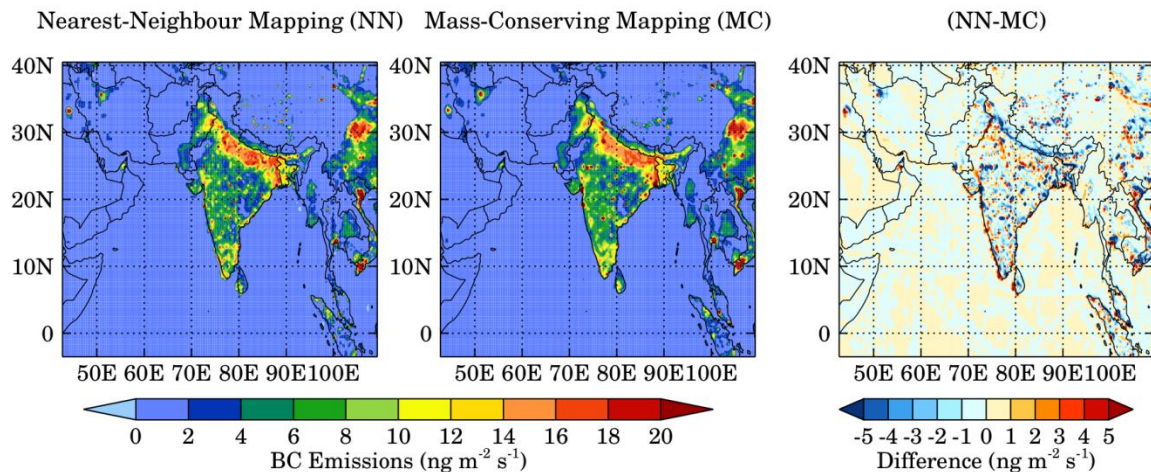 Nearest-Neighbour Mapping (NN)
Mass-Conserving Mapping (MC)
(NN-MC)
40N
30N
20N
10N
0
50E 60E 70E 80E 90E100E
40N
30N
20N
10N
0
50E 60E 70E 80E 90E100E
40N
30N
20N
10N
0
50E 60E 70E 80E 90E100E
0 2 4 6 8 10 12 14 16 18 20
BC Emissions (ng m⁻² s⁻¹)
-5 -4 -3 -2 -1 0 1 2 3 4 5
Difference (ng m⁻² s⁻¹)